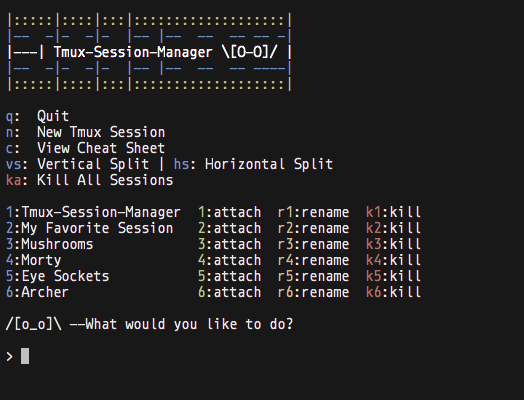 |:::::|::::|:::|:::::::::::::::::::|
|-- -|- -|- |- |-- -- -- -- -|
|---| Tmux-Session-Manager \[O-O]/ |
|-- -|- -|- |-- |-- -- -- ----|
|:::::|::::|:::|:::::::::::::::::::|
q: Quit
n: New Tmux Session
c: View Cheat Sheet
vs: Vertical Split | hs: Horizontal Split
ka: Kill All Sessions
1:Tmux-Session-Manager 1:attach r1:rename k1:kill
2:My Favorite Session 2:attach r2:rename k2:kill
3:Mushrooms 3:attach r3:rename k3:kill
4:Morty 4:attach r4:rename k4:kill
5:Eye Sockets 5:attach r5:rename k5:kill
6:Archer 6:attach r6:rename k6:kill
/[o_o]\ --What would you like to do?
>